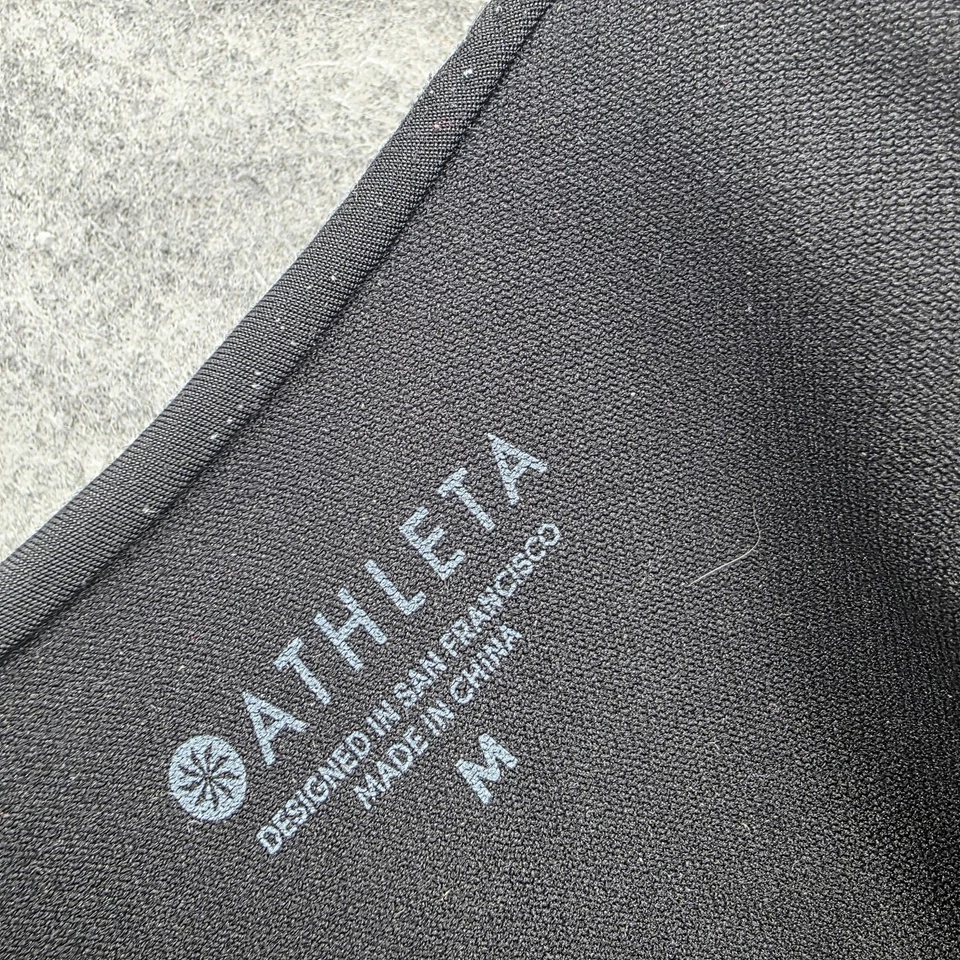 ATHLETA
DESIGNED IN SAN FRANCISCO
MADE IN CHINA
M